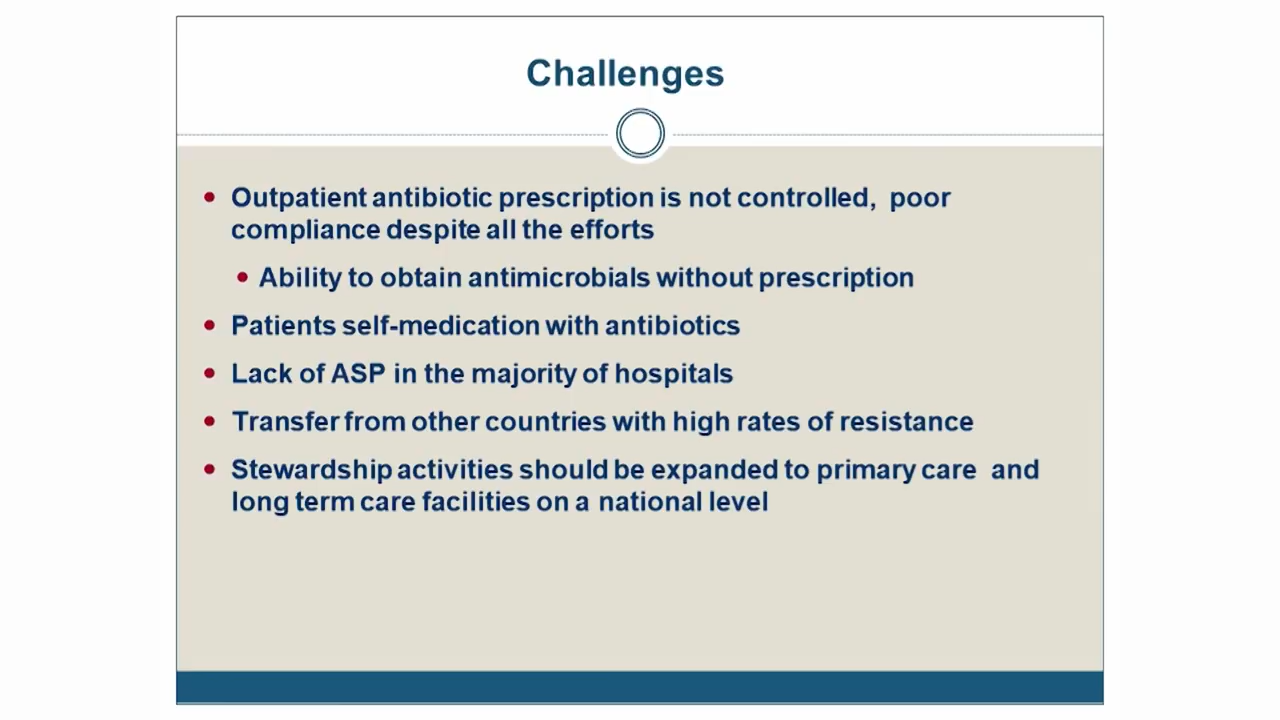 Challenges
• Outpatient antibiotic prescription is not controlled, poor
compliance despite all the efforts
• Ability to obtain antimicrobials without prescription
• Patients self-medication with antibiotics
• Lack of ASP in the majority of hospitals
• Transfer from other countries with high rates of resistance
• Stewardship activities should be expanded to primary care and
long term care facilities on a national level